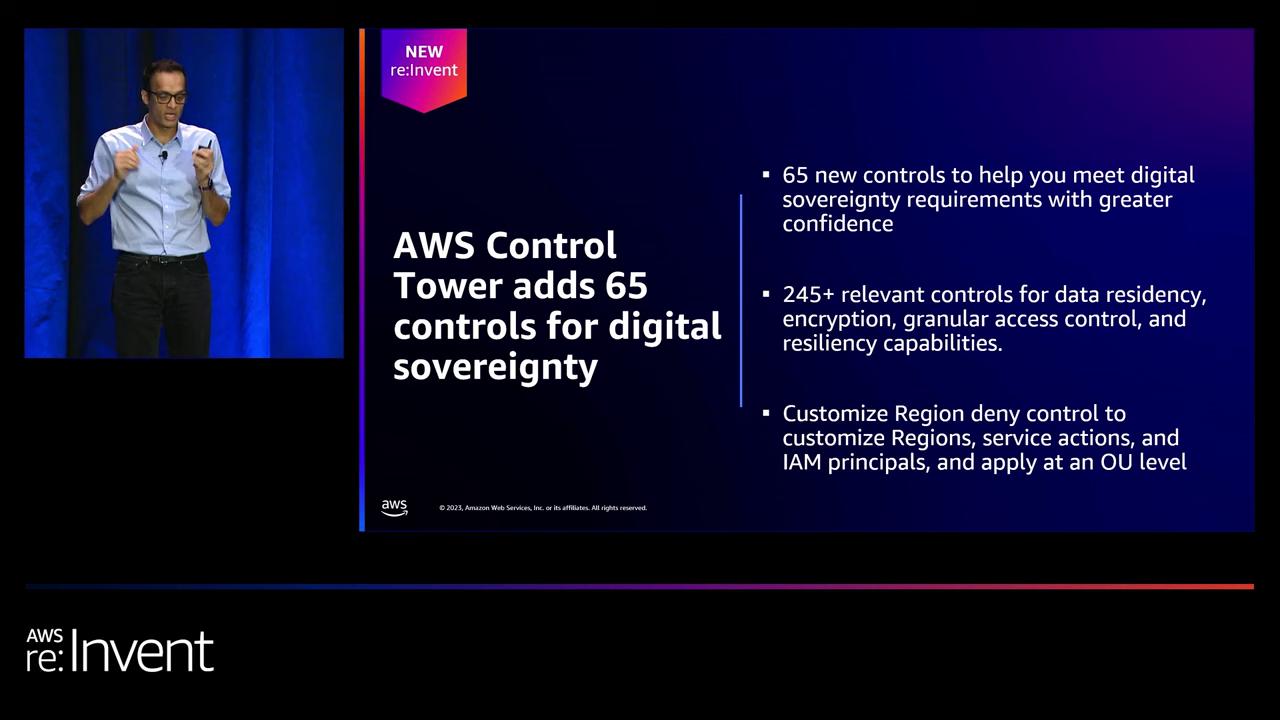 NEW
re:Invent
AWS Control
Tower adds 65
controls for digital
sovereignty
▪ 65 new controls to help you meet digital
sovereignty requirements with greater
confidence
▪ 245+ relevant controls for data residency,
encryption, granular access control, and
resiliency capabilities.
▪ Customize Region deny control to
customize Regions, service actions, and
IAM principals, and apply at an OU level
aws
© 2023, Amazon Web Services, Inc. or its affiliates. All rights reserved.
AWS
re:Invent